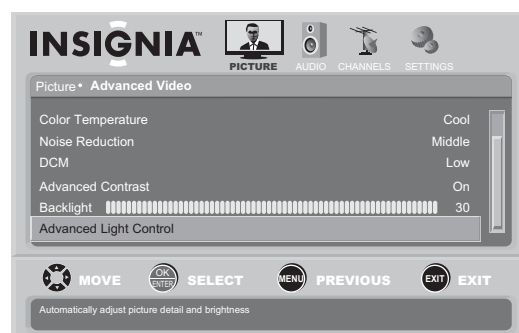 INSIGNIA™
PICTURE AUDIO CHANNELS SETTINGS
Picture • Advanced Video
Color Temperature Cool
Noise Reduction Middle
DCM Low
Advanced Contrast On
Backlight 30
Advanced Light Control
MOVE OK ENTER SELECT MENU PREVIOUS EXIT EXIT
Automatically adjust picture detail and brightness